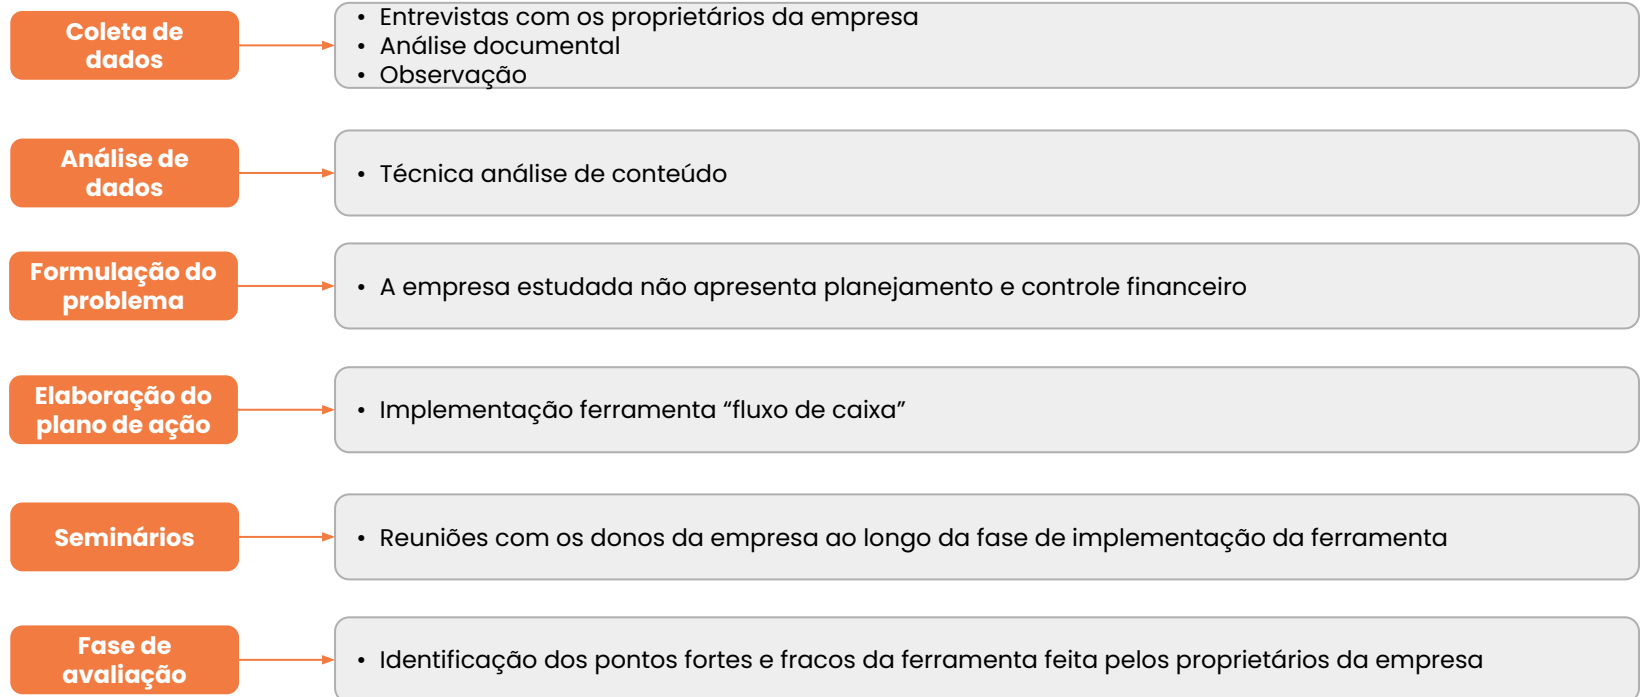 Coleta de
dados
• Entrevistas com os proprietários da empresa
• Análise documental
• Observação
Análise de
dados
• Técnica análise de conteúdo
Formulação do
problema
• A empresa estudada não apresenta planejamento e controle financeiro
Elaboração do
plano de ação
• Implementação ferramenta “fluxo de caixa”
Seminários
• Reuniões com os donos da empresa ao longo da fase de implementação da ferramenta
Fase de
avaliação
• Identificação dos pontos fortes e fracos da ferramenta feita pelos proprietários da empresa